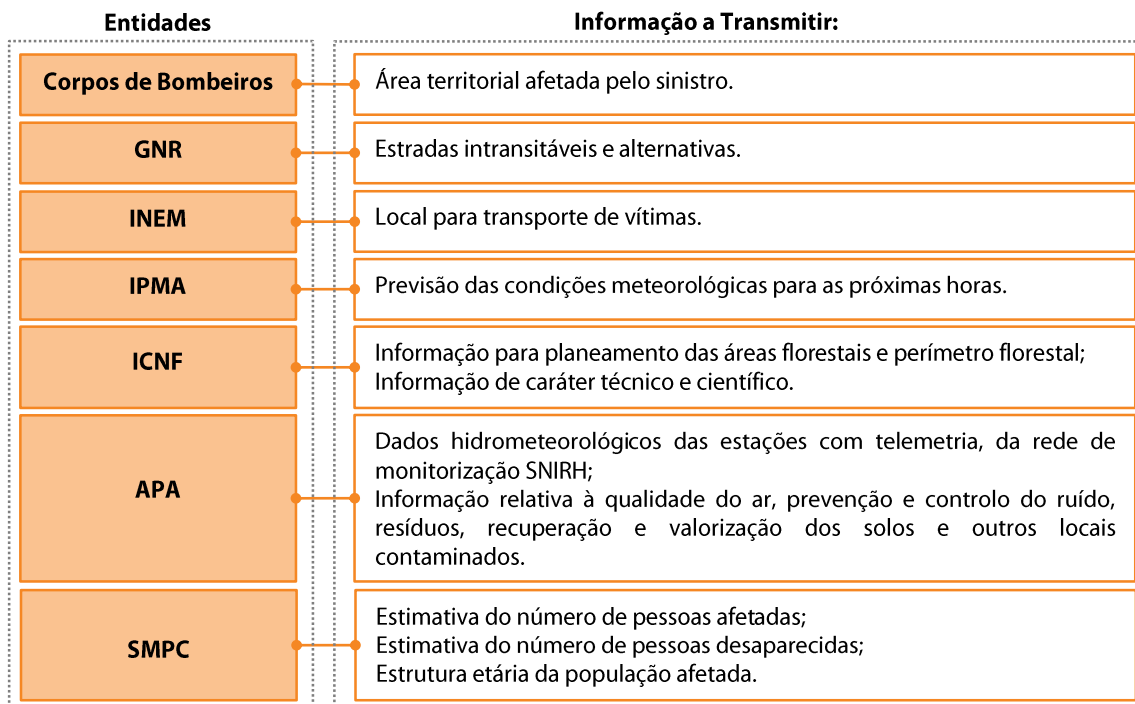 Entidades
Informação a Transmitir:
Corpos de Bombeiros
Área territorial afetada pelo sinistro.
GNR
Estradas intransitáveis e alternativas.
INEM
Local para transporte de vítimas.
IPMA
Previsão das condições meteorológicas para as próximas horas.
ICNF
Informação para planeamento das áreas florestais e perímetro florestal;
Informação de caráter técnico e científico.
APA
Dados hidrometeorológicos das estações com telemetria, da rede de
monitorização SNIRH;
Informação relativa à qualidade do ar, prevenção e controlo do ruído,
resíduos, recuperação e valorização dos solos e outros locais
contaminados.
SMPC
Estimativa do número de pessoas afetadas;
Estimativa do número de pessoas desaparecidas;
Estrutura etária da população afetada.